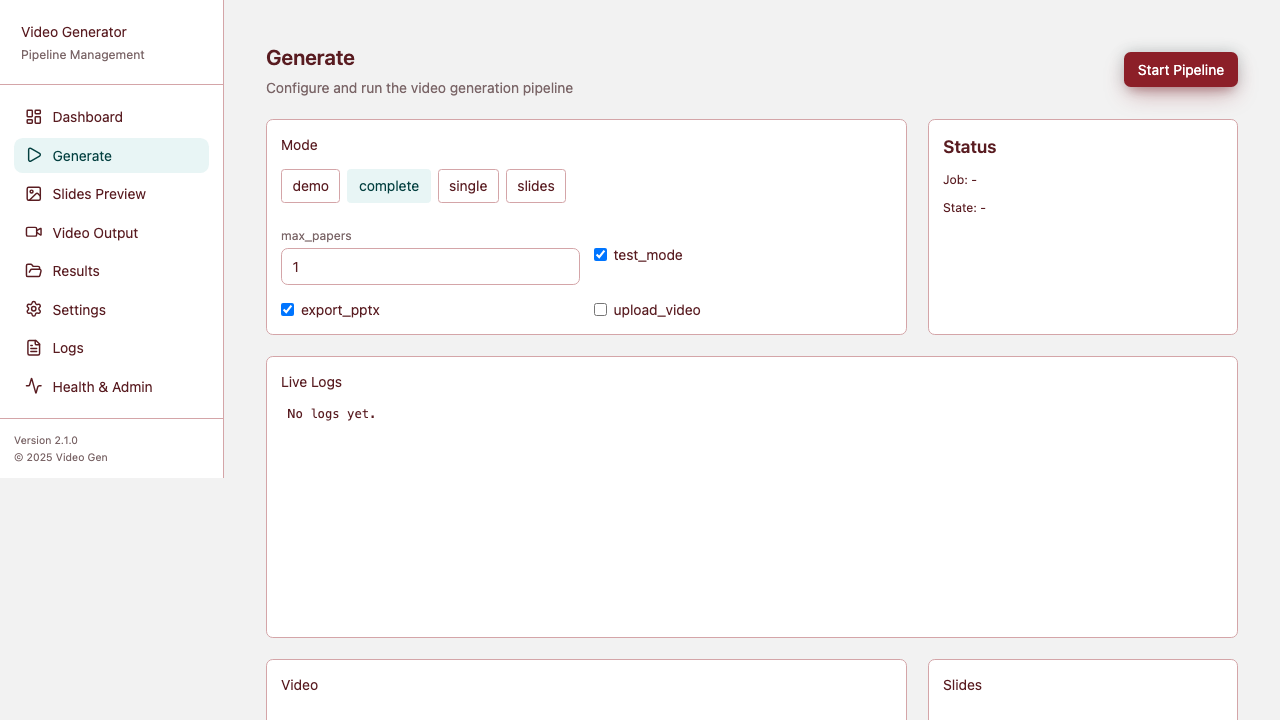 Video Generator
Pipeline Management
Dashboard
Generate
Slides Preview
Video Output
Results
Settings
Logs
Health & Admin
Version 2.1.0
© 2025 Video Gen
Generate
Configure and run the video generation pipeline
Start Pipeline
Mode
demo complete single slides
max_papers
1
test_mode
export_pptx
upload_video
Status
Job: -
State: -
Live Logs
No logs yet.
Video
Slides